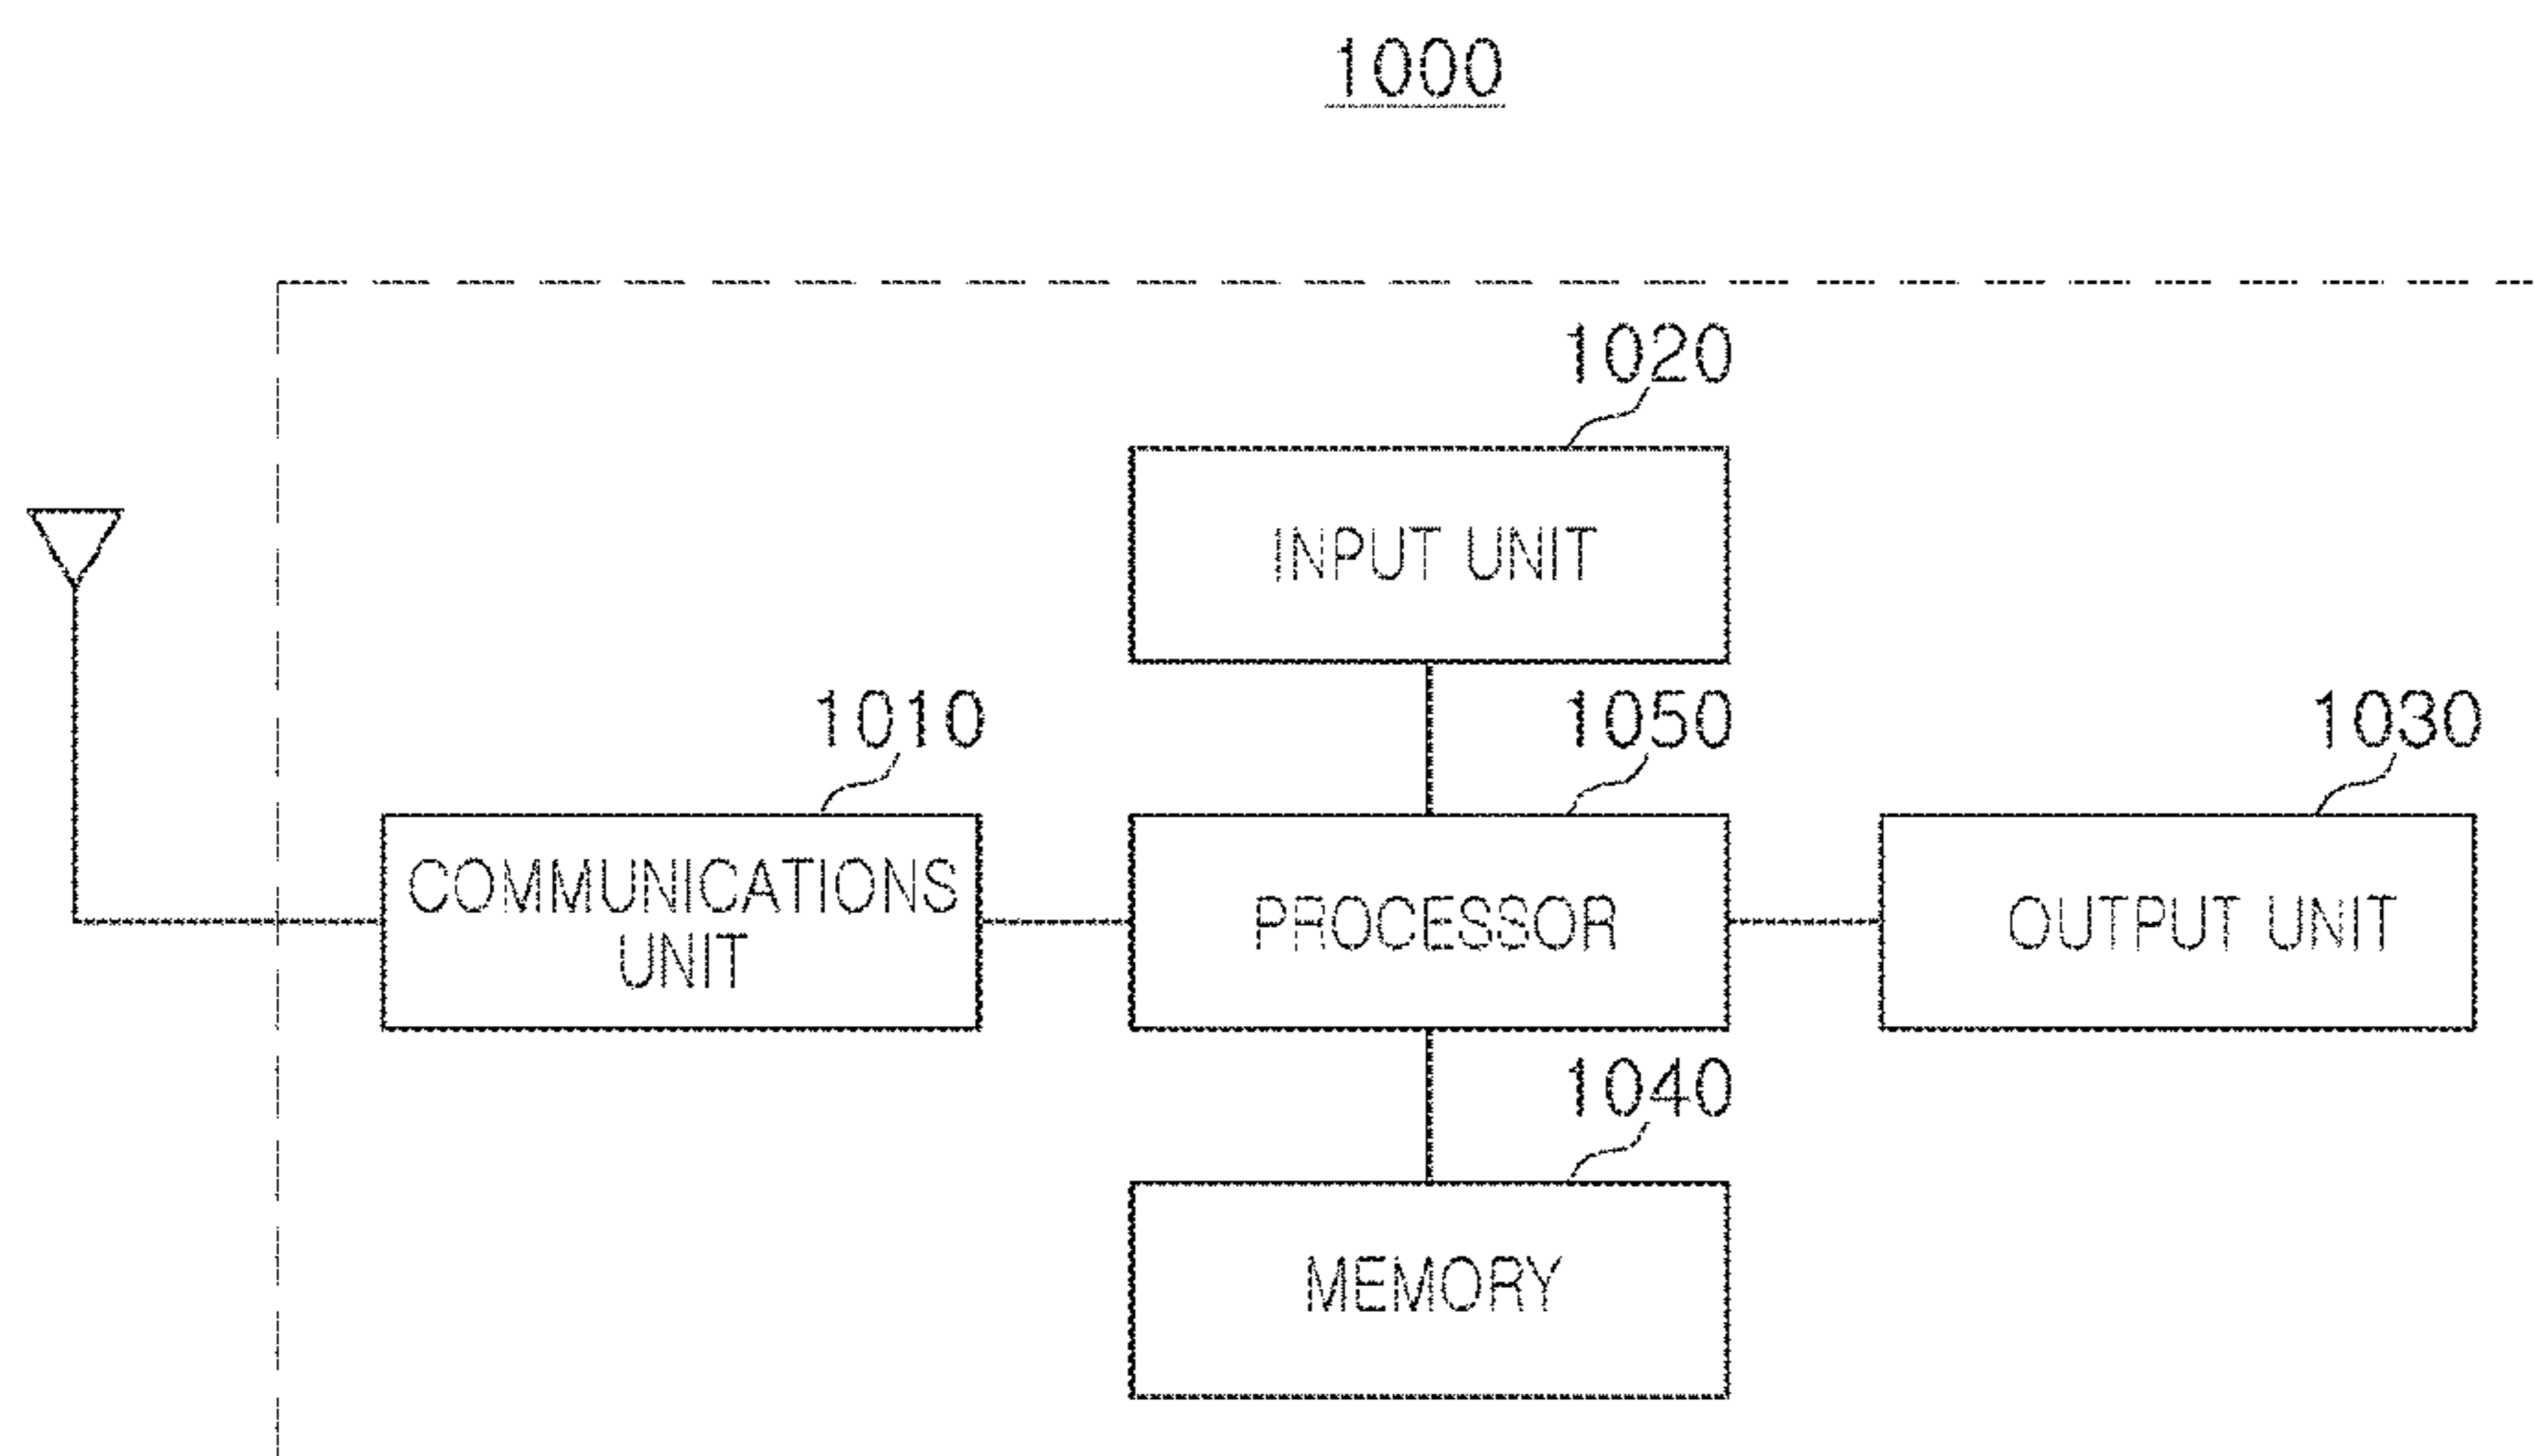 1000
1020
INPUT UNIT
1010
1050
1030
COMMUNICATIONS
UNIT
PROCESSOR
OUTPUT UNIT
1040
MEMORY